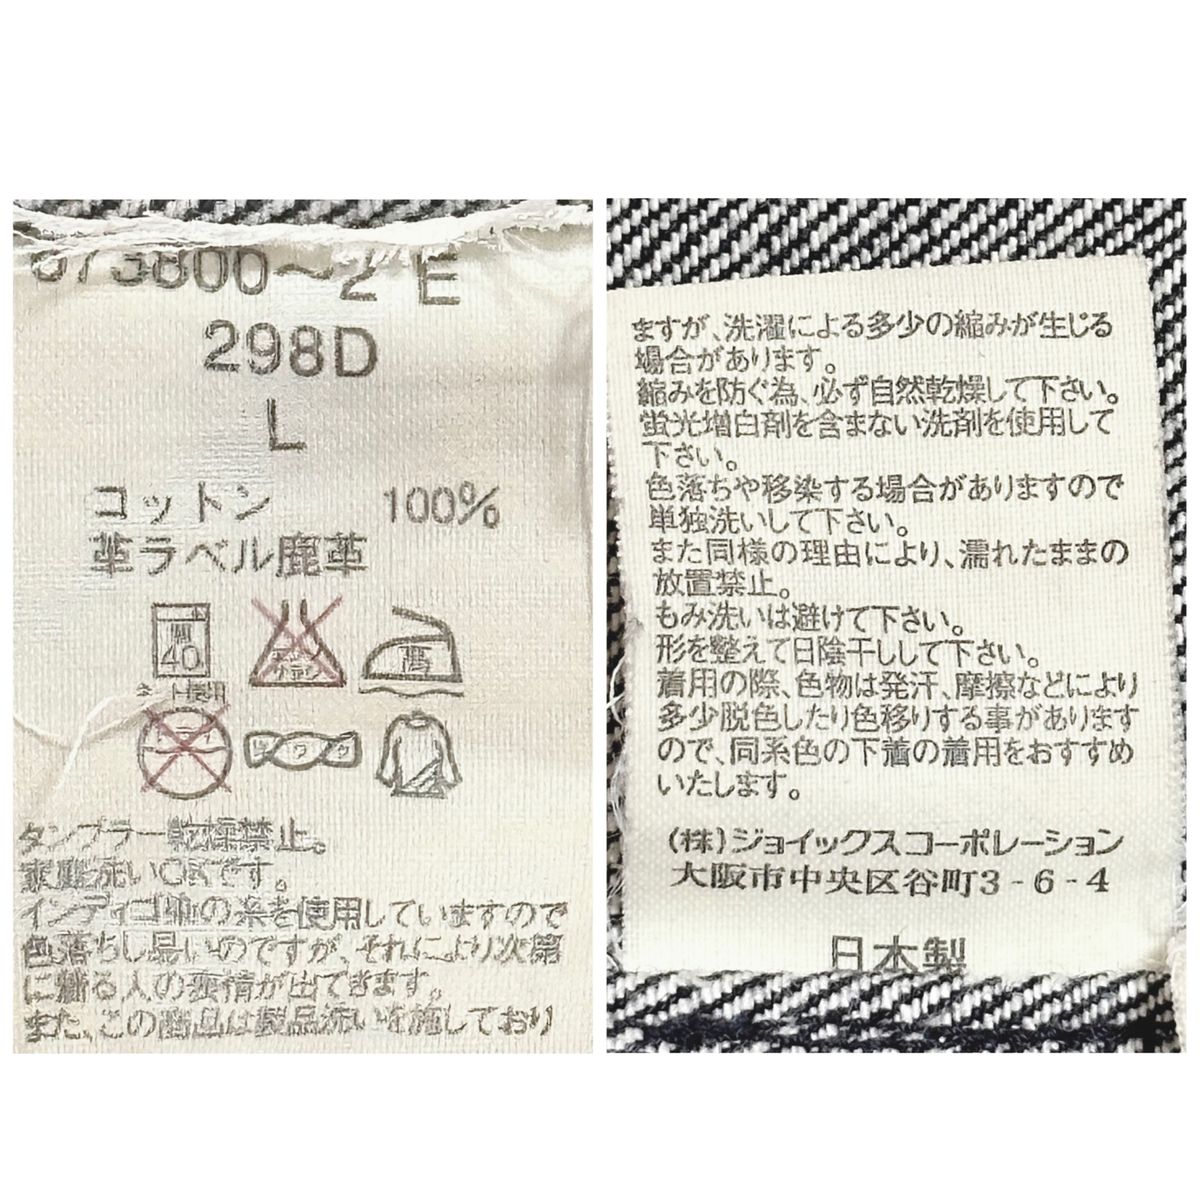 673800〜2 E
298D
L
コットン 100%
革ラベル鹿革
40
ネット使用
高
タンブラー乾燥禁止。
家庭洗いOKです。
インディゴ の糸を使用していますので
色落ちし易いのですが、それにより次第
に着る人の表情が出てきます。
また、この商品は製品洗いを施しており
ますが、洗濯による多少の縮みが生じる
場合があります。
縮みを防ぐ為、必ず自然乾燥して下さい。
蛍光増白剤を含まない洗剤を使用して
下さい。
色落ちや移染する場合がありますので
単独洗いして下さい。
また同様の理由により、濡れたままの
放置禁止。
もみ洗いは避けて下さい。
形を整えて日陰干しして下さい。
着用の際、色物は発汗、摩擦などにより
多少脱色したり色移りする事があります
ので、同系色の下着の着用をおすすめ
いたします。
(株)ジョイックスコーポレーション
大阪市中央区谷町3-6-4
日本製